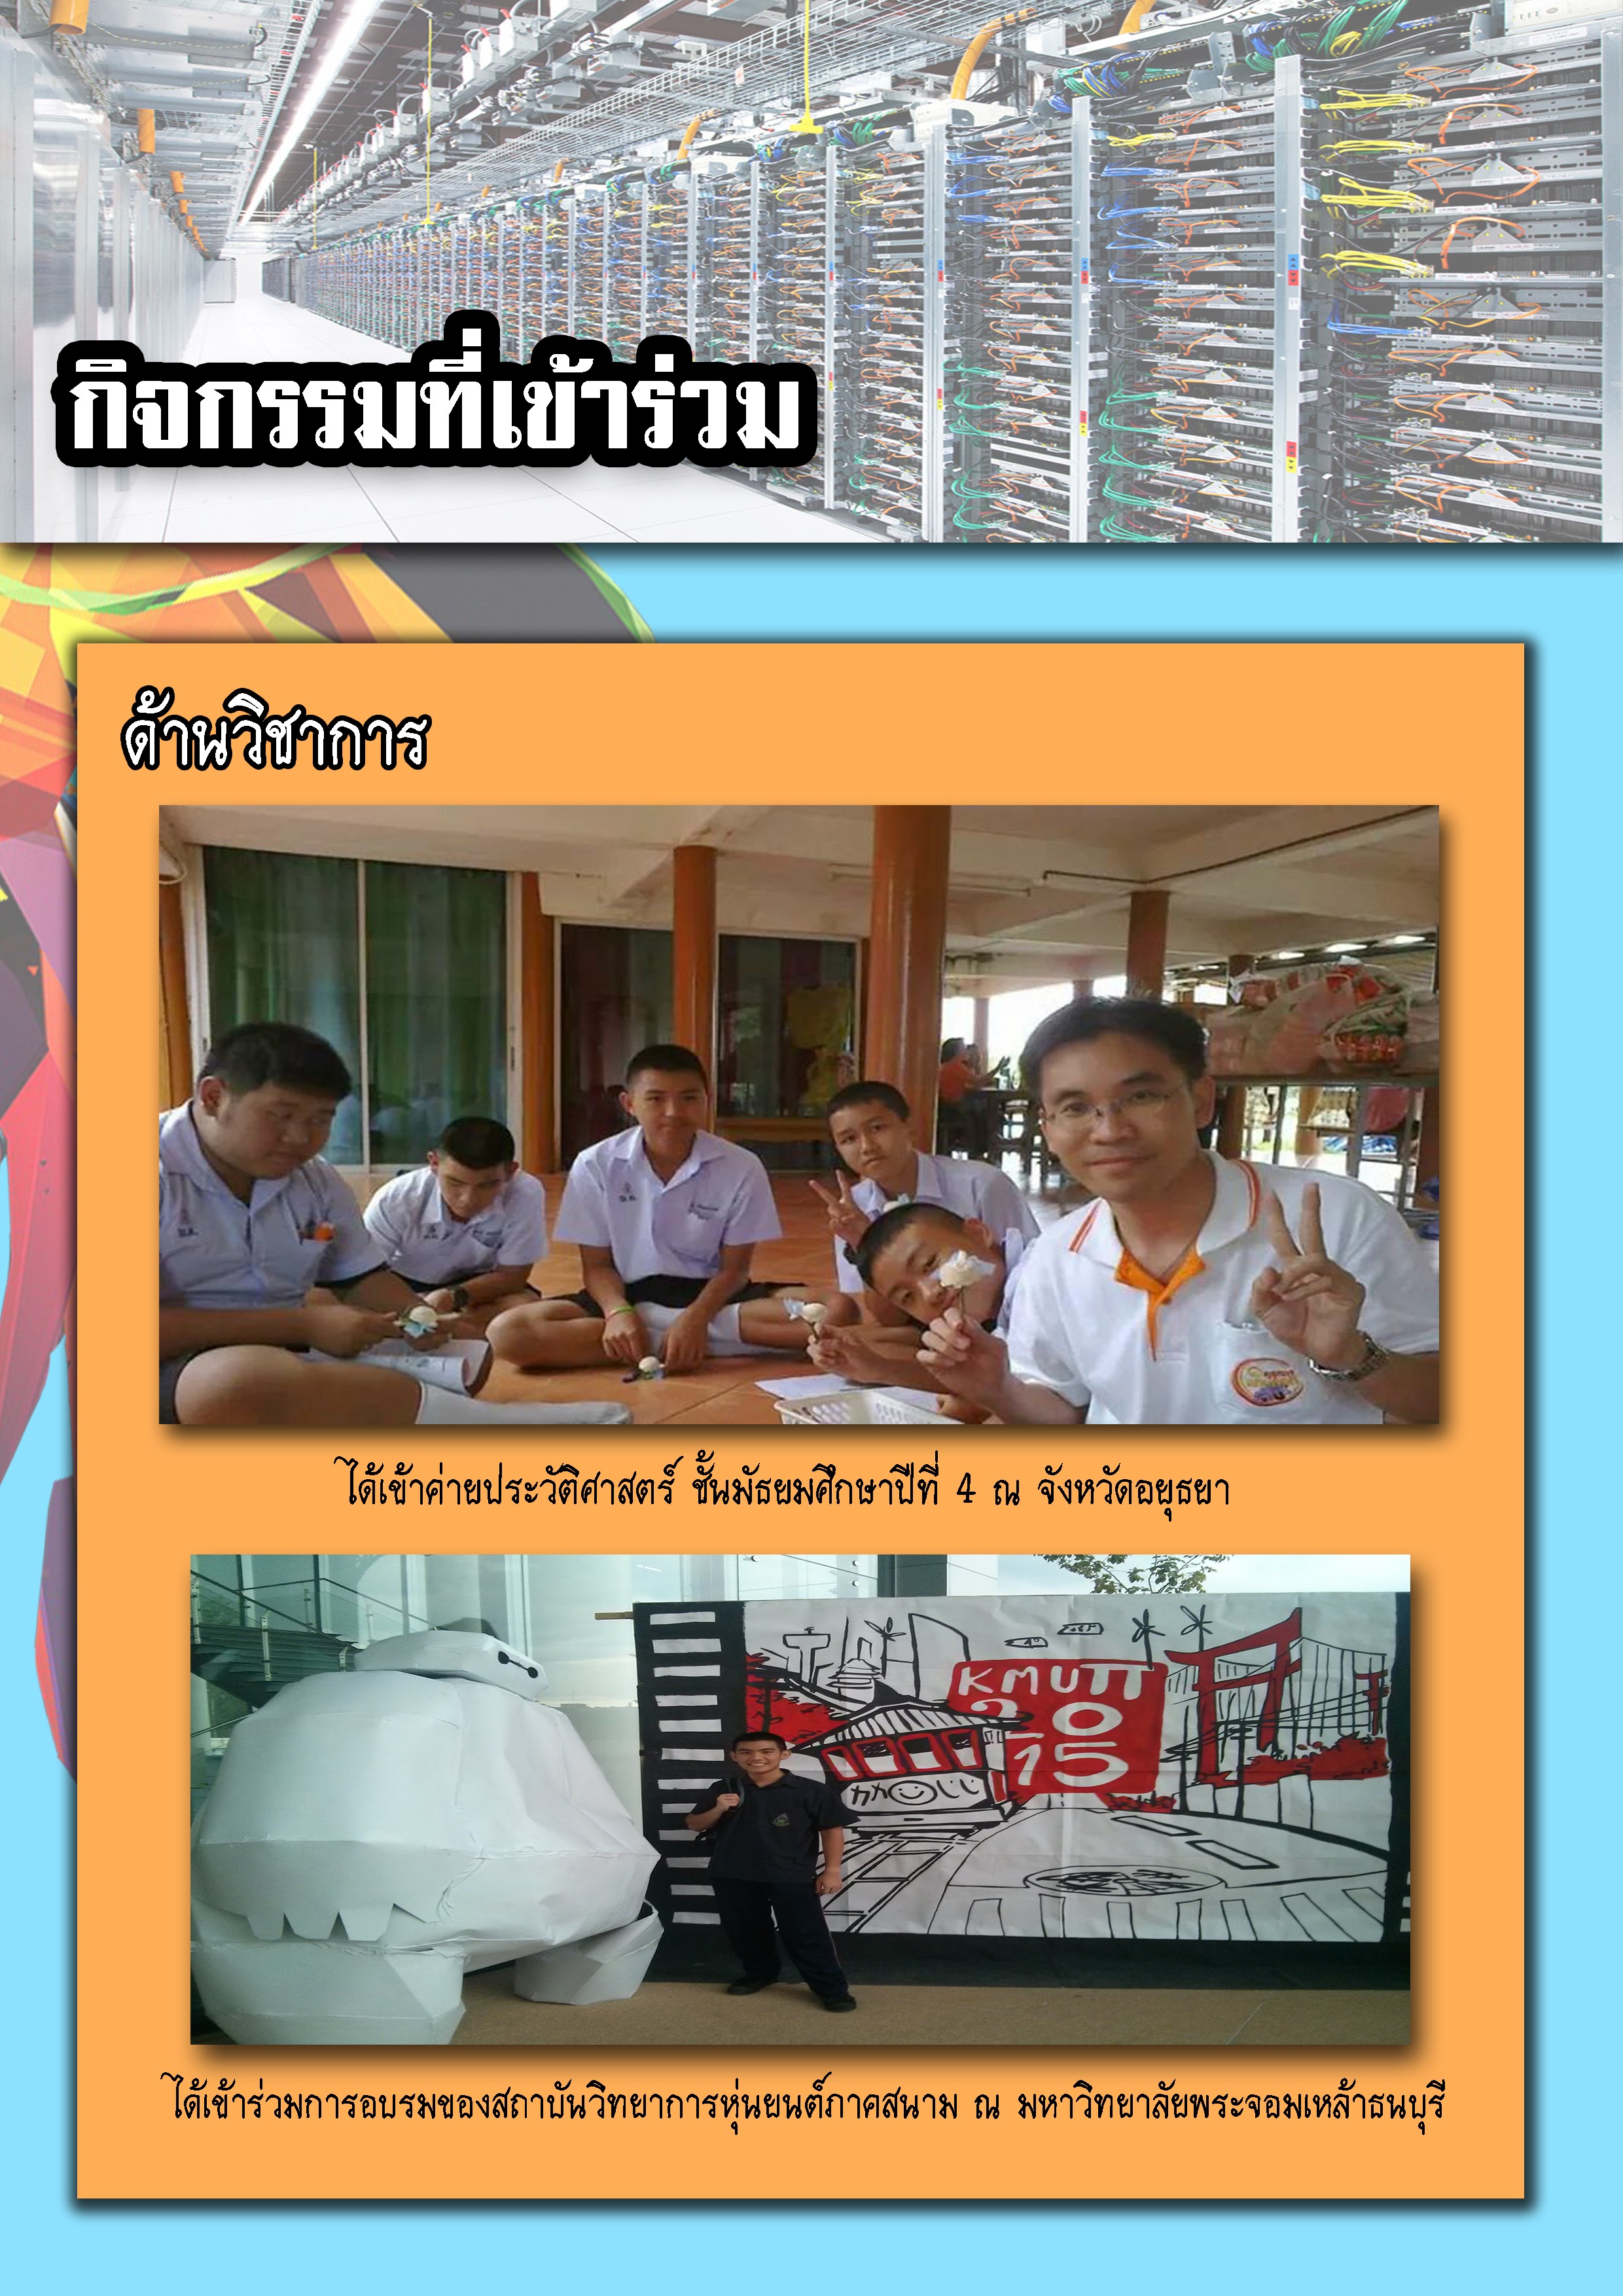 กิจกรรมที่เข้าร่วม
ด้านวิชาการ
ได้เข้าค่ายประวัติศาสตร์ ชั้นมัธยมศึกษาปีที่ 4 ณ จังหวัดอยุธยา
KMUTT
20
15
ได้เข้าร่วมการอบรมของสถาบันวิทยาการหุ่นยนต์ภาคสนาม ณ มหาวิทยาลัยพระจอมเหล้าธนบุรี